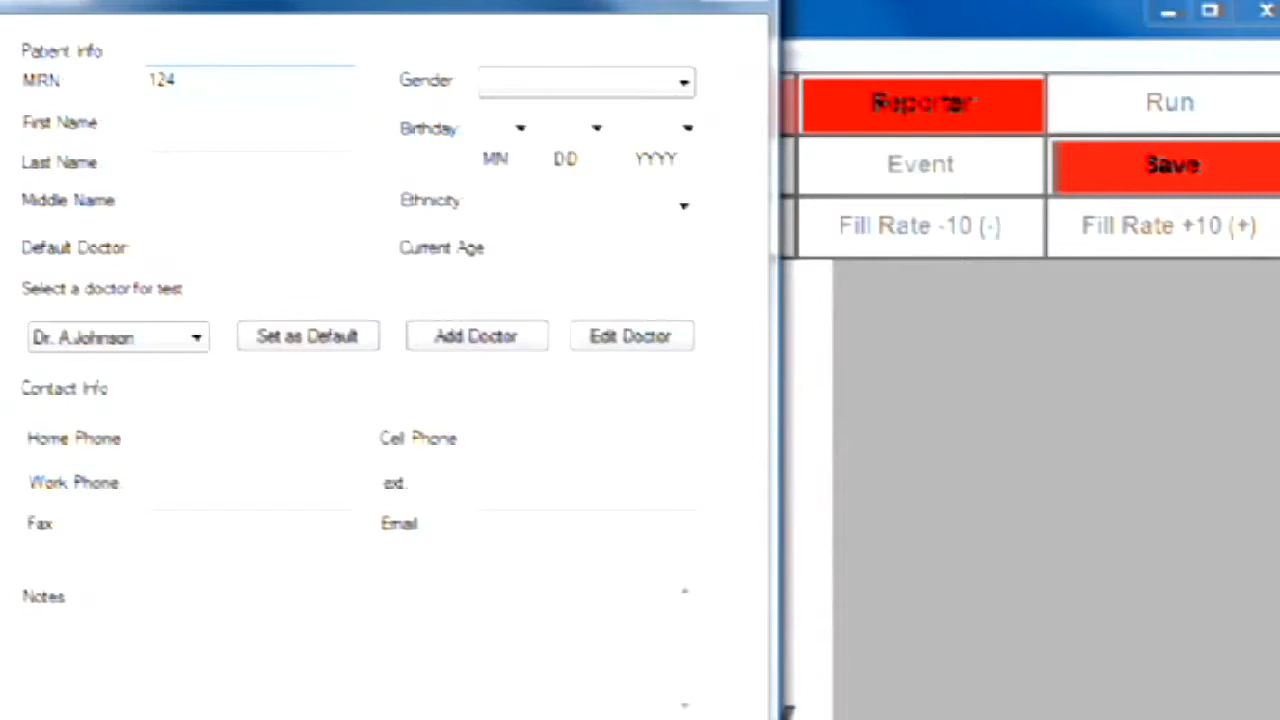 Patient Info
MRN 124 Gender
First Name Birthday
MN DD YYYY
Last Name
Middle Name Ethnicity
Default Doctor Current Age
Select a doctor for test
Dr. A.Johnson Set as Default Add Doctor Edit Doctor
Contact Info
Home Phone Cell Phone
Work Phone ext.
Fax Email
Notes
Reporter Run
Event Save
Fill Rate -10 (-) Fill Rate +10 (+)